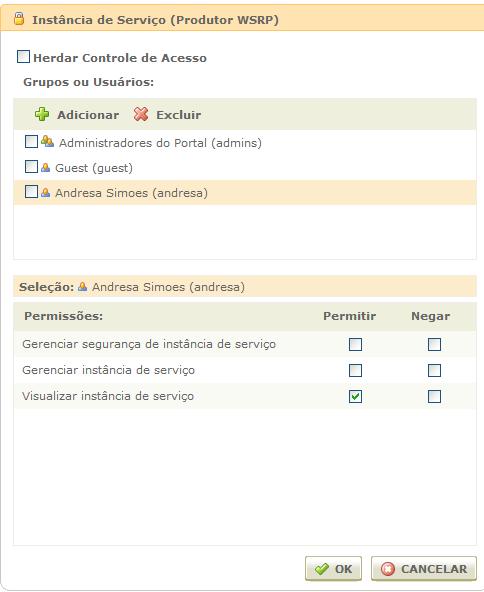 Instância de Serviço (Produtor WSRP)
Herdar Controle de Acesso
Grupos ou Usuários:
Adicionar Excluir
Administradores do Portal (admins)
Guest (guest)
Andresa Simoes (andresa)
Seleção: Andresa Simoes (andresa)
Permissões: Permitir Negar
Gerenciar segurança de instância de serviço
Gerenciar instância de serviço
Visualizar instância de serviço
OK CANCELAR